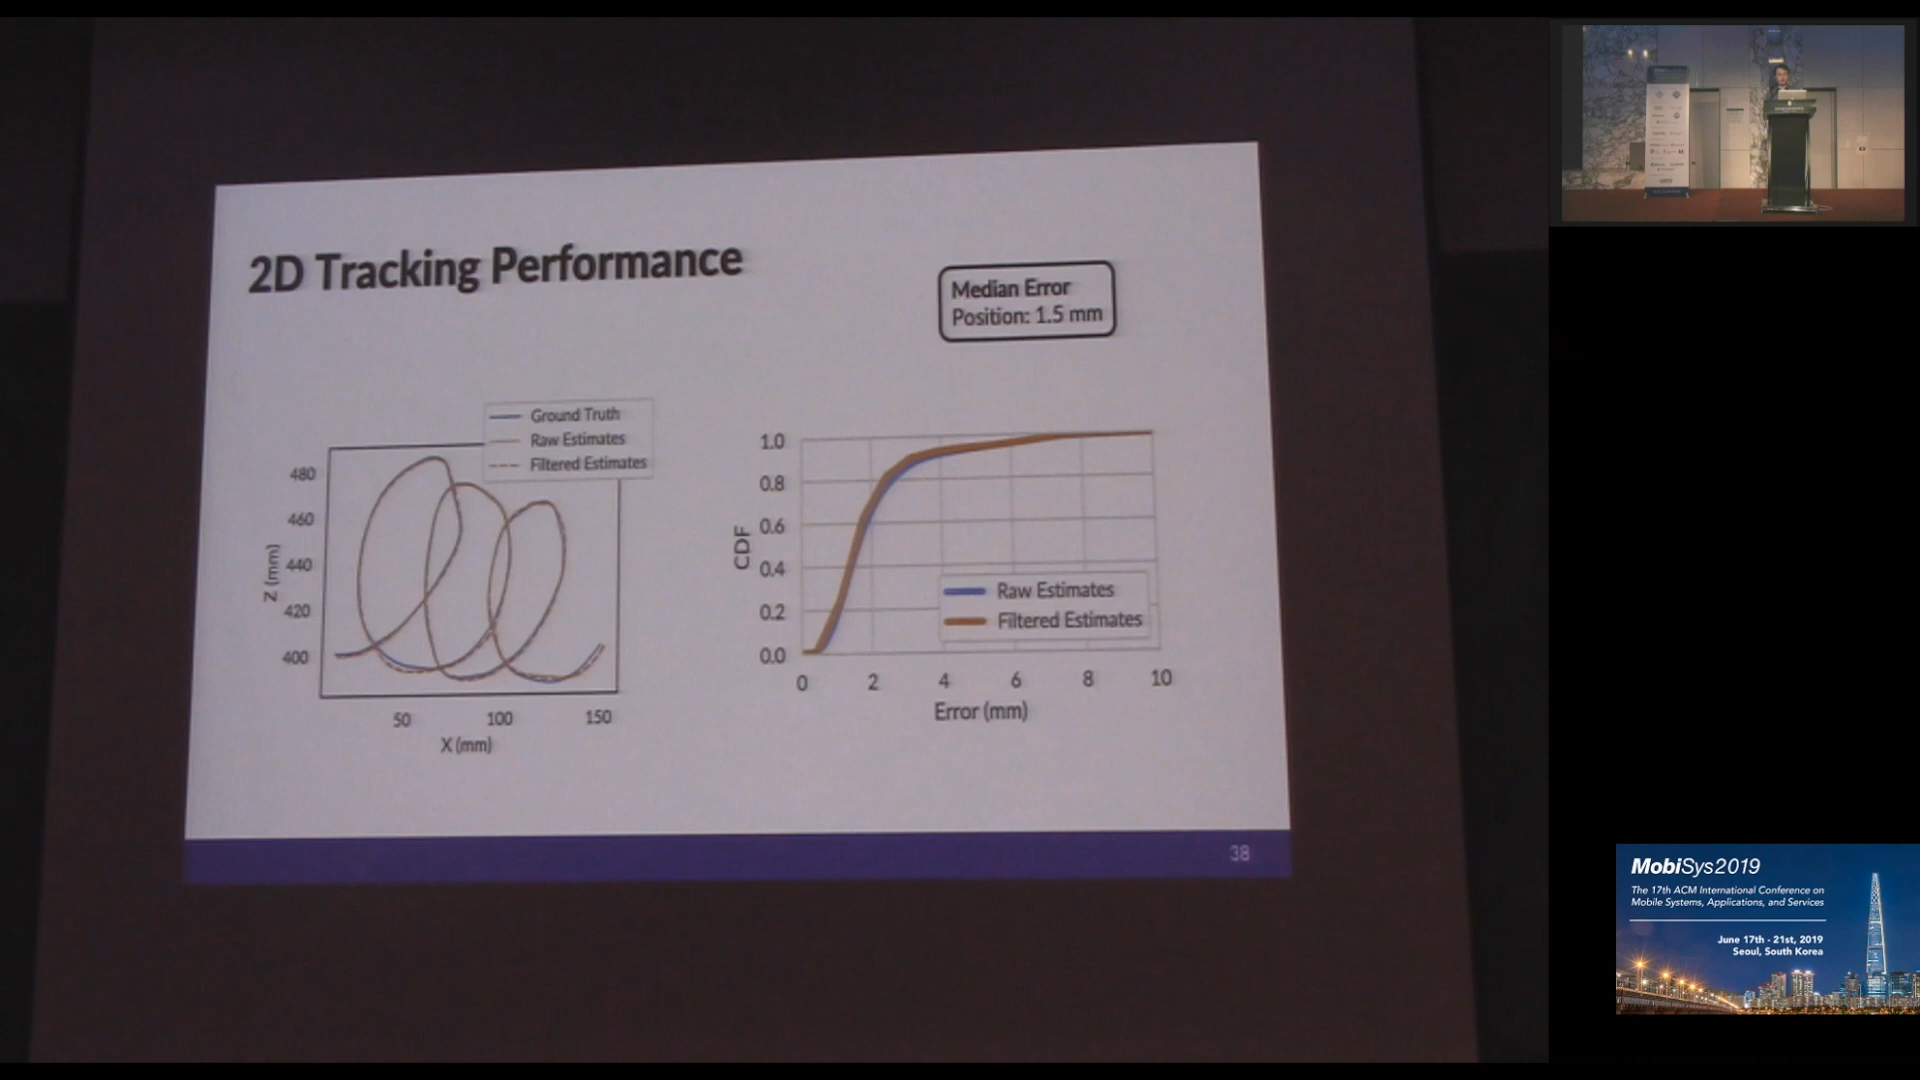 2D Tracking Performance
Median Error
Position: 1.5 mm
Ground Truth
Raw Estimates
Filtered Estimates
480
460
440
420
400
Z (mm)
50 100 150
X (mm)
1.0
0.8
0.6
0.4
0.2
0.0
CDF
Raw Estimates
Filtered Estimates
0 2 4 6 8 10
Error (mm)
38
MobiSys2019
The 17th ACM International Conference on
Mobile Systems, Applications, and Services
June 17th - 21st, 2019
Seoul, South Korea